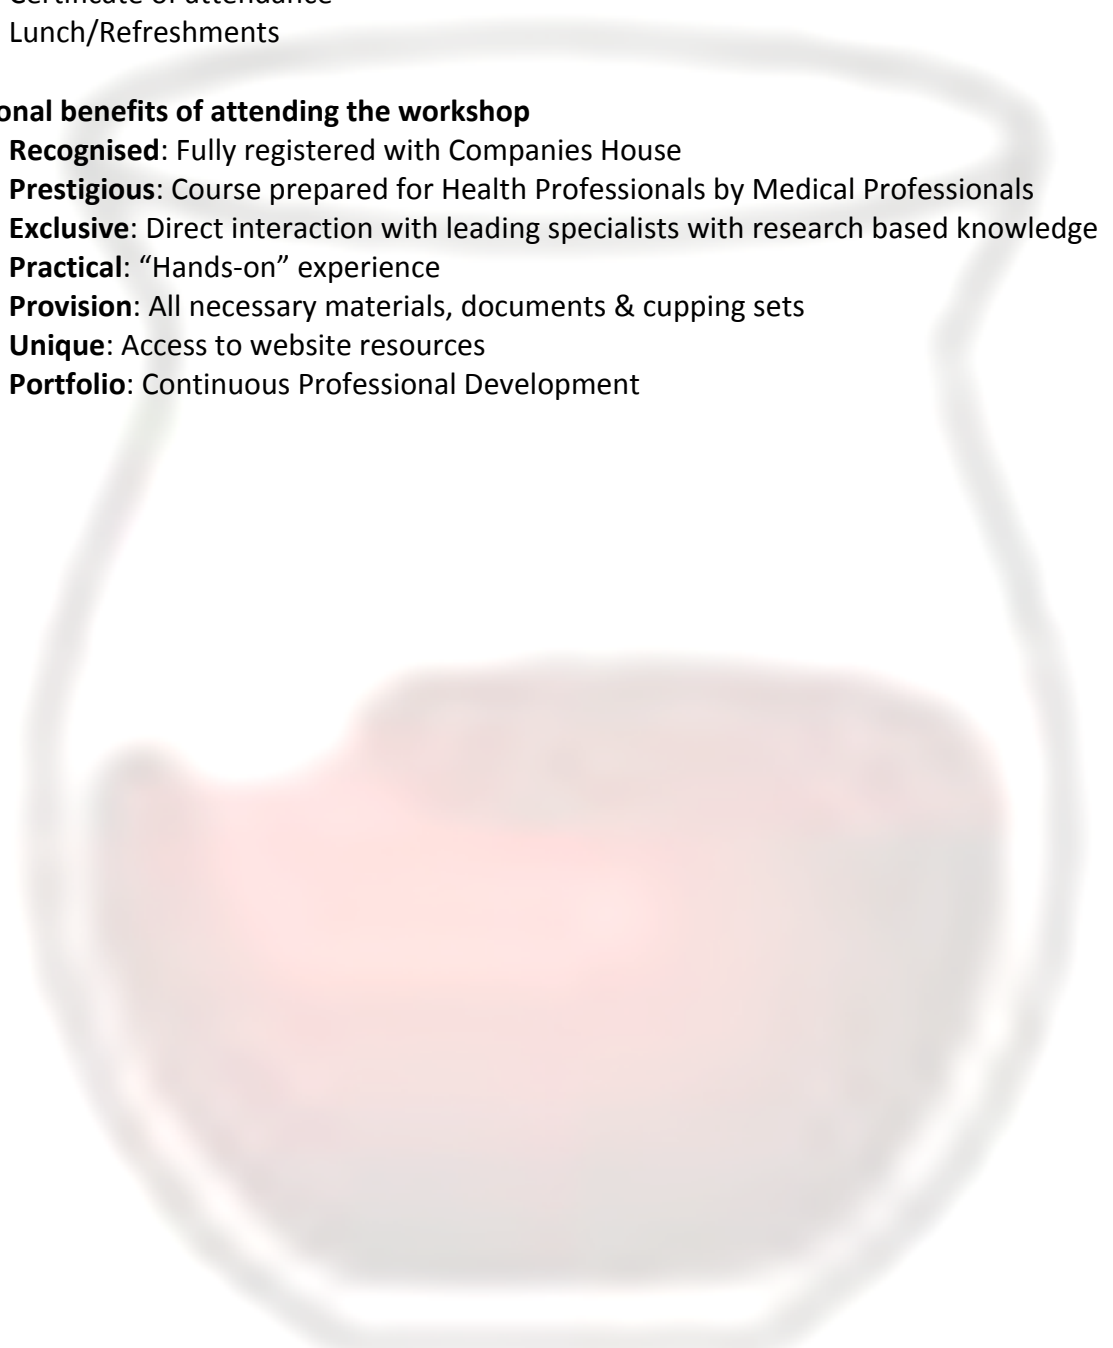 Certificate of attendance
Lunch/Refreshments
onal benefits of attending the workshop
Recognised: Fully registered with Companies House
Prestigious: Course prepared for Health Professionals by Medical Professionals
Exclusive: Direct interaction with leading specialists with research based knowledge
Practical: “Hands-on” experience
Provision: All necessary materials, documents & cupping sets
Unique: Access to website resources
Portfolio: Continuous Professional Development